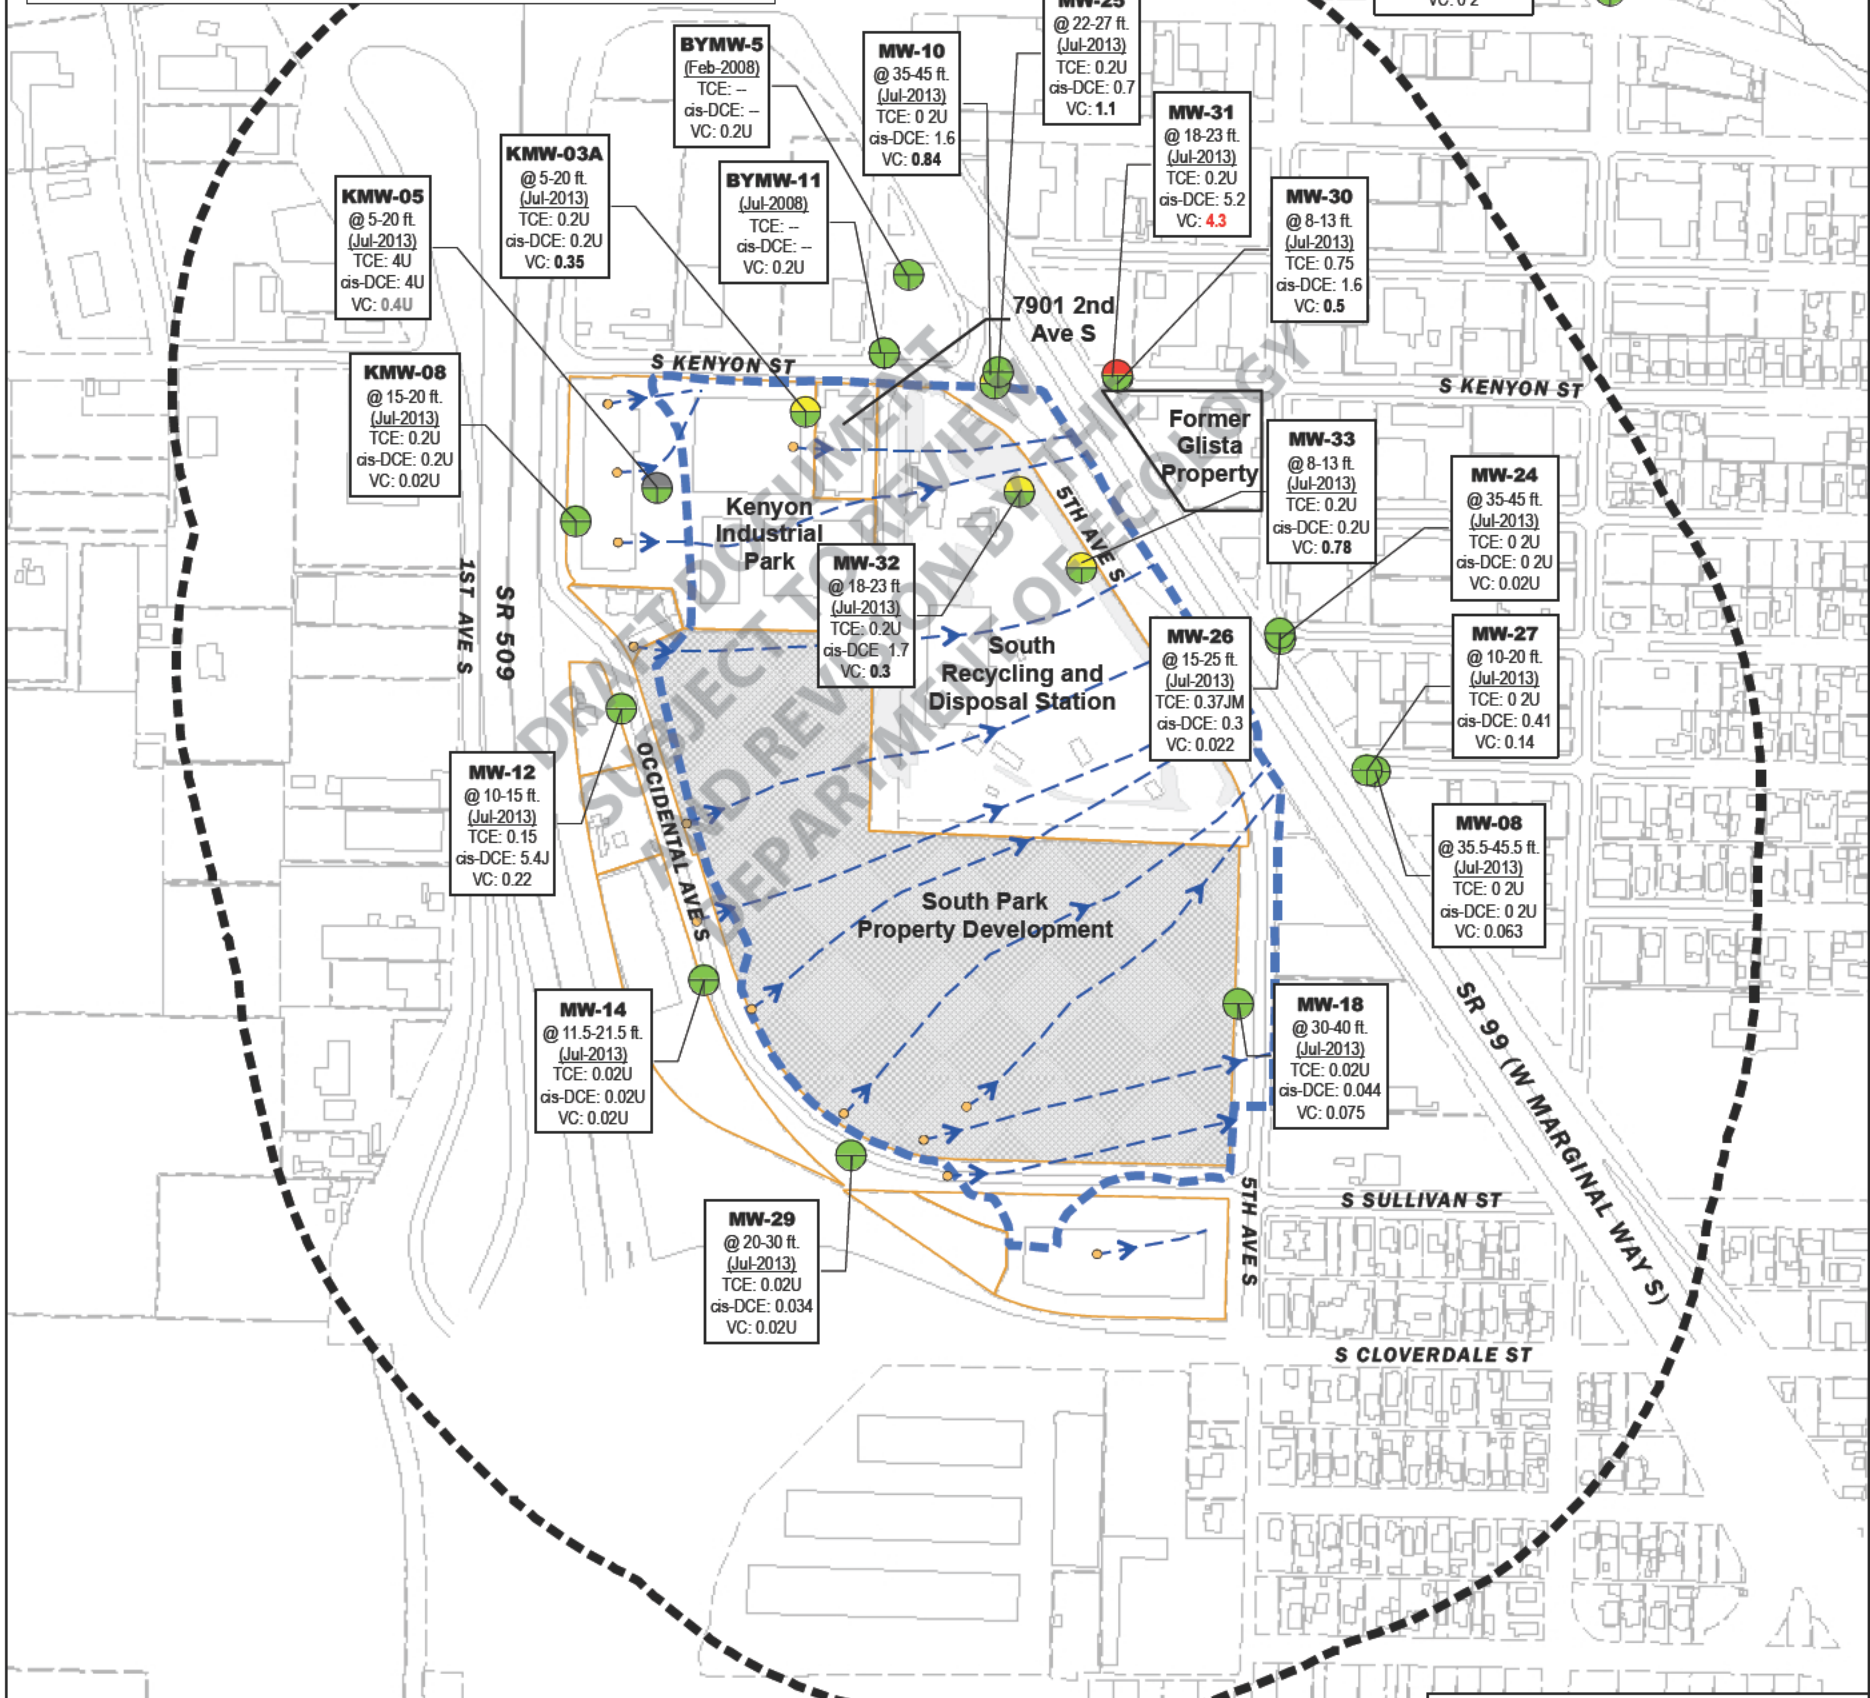 VC: 0 2
MW-25
@ 22-27 ft.
(Jul-2013)
TCE: 0.2U
cis-DCE: 0.7
VC: 1.1
BYMW-5
(Feb-2008)
TCE: --
cis-DCE: --
VC: 0.2U
MW-10
@ 35-45 ft.
(Jul-2013)
TCE: 0 2U
cis-DCE: 1.6
VC: 0.84
MW-31
@ 18-23 ft.
(Jul-2013)
TCE: 0.2U
cis-DCE: 5.2
VC: 4.3
KMW-03A
@ 5-20 ft.
(Jul-2013)
TCE: 0.2U
cis-DCE: 0.2U
VC: 0.35
BYMW-11
(Jul-2008)
TCE: --
cis-DCE: --
VC: 0.2U
KMW-05
@ 5-20 ft.
(Jul-2013)
TCE: 4U
cis-DCE: 4U
VC: 0.4U
MW-30
@ 8-13 ft.
(Jul-2013)
TCE: 0.75
cis-DCE: 1.6
VC: 0.5
7901 2nd
Ave S
S KENYON ST
S KENYON ST
KMW-08
@ 15-20 ft.
(Jul-2013)
TCE: 0.2U
cis-DCE: 0.2U
VC: 0.02U
Former
Glista
Property
MW-33
@ 8-13 ft.
(Jul-2013)
TCE: 0.2U
cis-DCE: 0.2U
VC: 0.78
MW-24
@ 35-45 ft.
(Jul-2013)
TCE: 0 2U
cis-DCE: 0 2U
VC: 0.02U
Kenyon
Industrial
Park
5TH AVE S
MW-32
@ 18-23 ft
(Jul-2013)
TCE: 0.2U
cis-DCE 1.7
VC: 0.3
1ST AVE S
SR 509
DRAFT DOCUMENT
SUBJECT TO REVIEW
AND REVISION BY THE
DEPARTMENT OF ECOLOGY
South
Recycling and
Disposal Station
MW-26
@ 15-25 ft.
(Jul-2013)
TCE: 0.37JM
cis-DCE: 0.3
VC: 0.022
MW-27
@ 10-20 ft.
(Jul-2013)
TCE: 0 2U
cis-DCE: 0.41
VC: 0.14
MW-12
@ 10-15 ft.
(Jul-2013)
TCE: 0.15
cis-DCE: 5.4J
VC: 0.22
OCCIDENTAL AVE S
MW-08
@ 35.5-45.5 ft.
(Jul-2013)
TCE: 0 2U
cis-DCE: 0 2U
VC: 0.063
South Park
Property Development
MW-14
@ 11.5-21.5 ft.
(Jul-2013)
TCE: 0.02U
cis-DCE: 0.02U
VC: 0.02U
MW-18
@ 30-40 ft.
(Jul-2013)
TCE: 0.02U
cis-DCE: 0.044
VC: 0.075
SR 99 (W MARGINAL WAY S)
MW-29
@ 20-30 ft.
(Jul-2013)
TCE: 0.02U
cis-DCE: 0.034
VC: 0.02U
5TH AVE S
S SULLIVAN ST
S CLOVERDALE ST